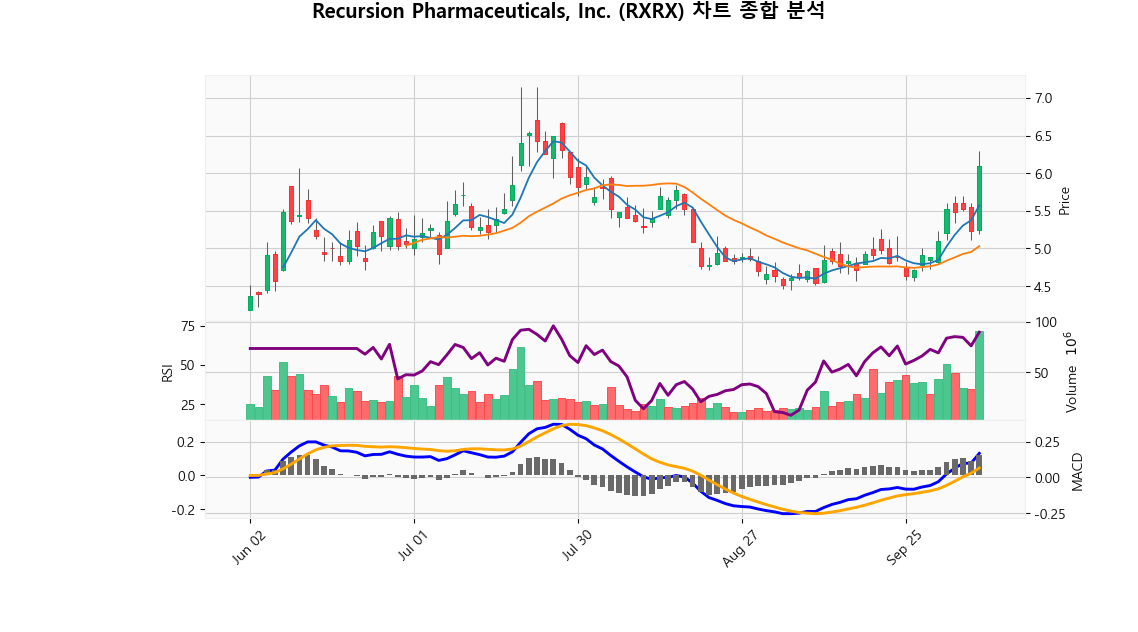 Recursion Pharmaceuticals, Inc. (RXRX) 차트 종합 분석
7.0
6.5
6.0
5.5
5.0
4.5
Price
75
50
25
RSI
100
50
Volume 10^6
0.2
0.0
-0.2
0.25
0.00
-0.25
MACD
Jun 02
Jul 01
Jul 30
Aug 27
Sep 25